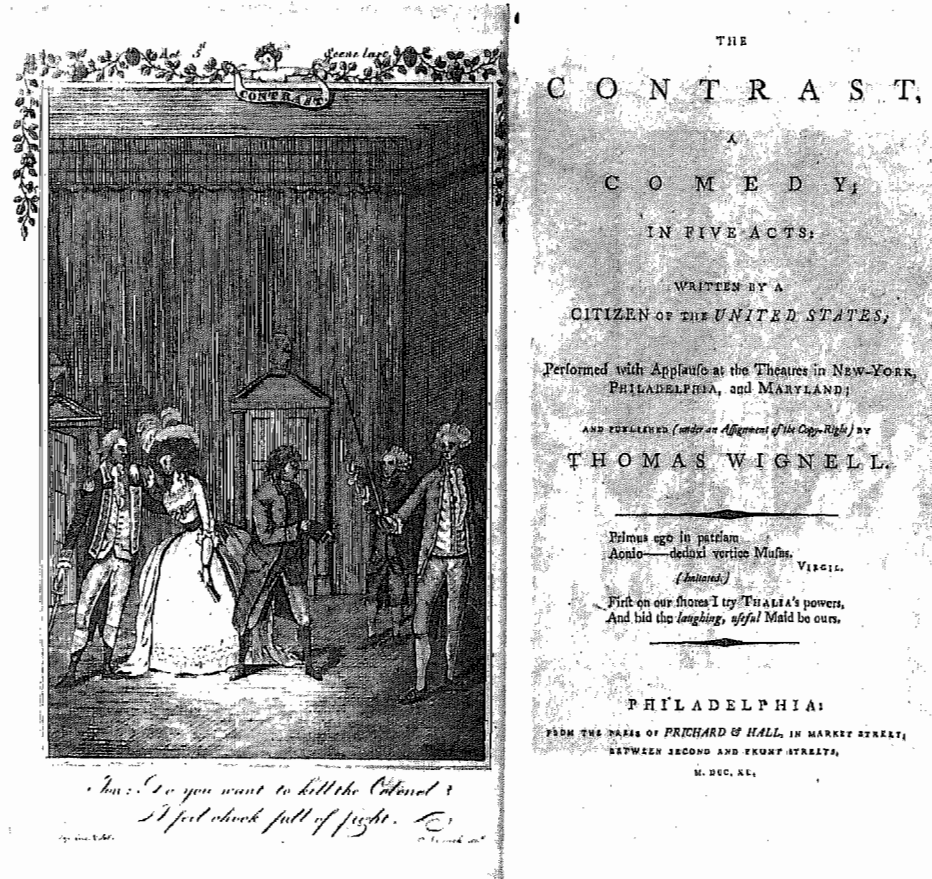 Act 5th Scene last
CONTRAST
Jon: Do you want to kill the Colonel?
I feel chock full of fight.
THE
CONTRAST,
A
COMEDY;
IN FIVE ACTS:
WRITTEN BY A
CITIZEN OF THE UNITED STATES;
Performed with Applauſe at the Theatres in NEW-YORK,
PHILADELPHIA, and MARYLAND;
AND PUBLISHED (under an Aſſignment of the Copy-Right) BY
THOMAS WIGNELL.
Primus ego in patriam
Aonio——deduxi vertice Muſas.
VIRGIL.
(Imitated.)
Firſt on our ſhores I try THALIA's powers,
And bid the laughing, uſeful Maid be ours.
PHILADELPHIA:
FROM THE PRESS OF PRICHARD & HALL, IN MARKET STREET;
BETWEEN SECOND AND FRONT STREETS,
M. DCC, XC.